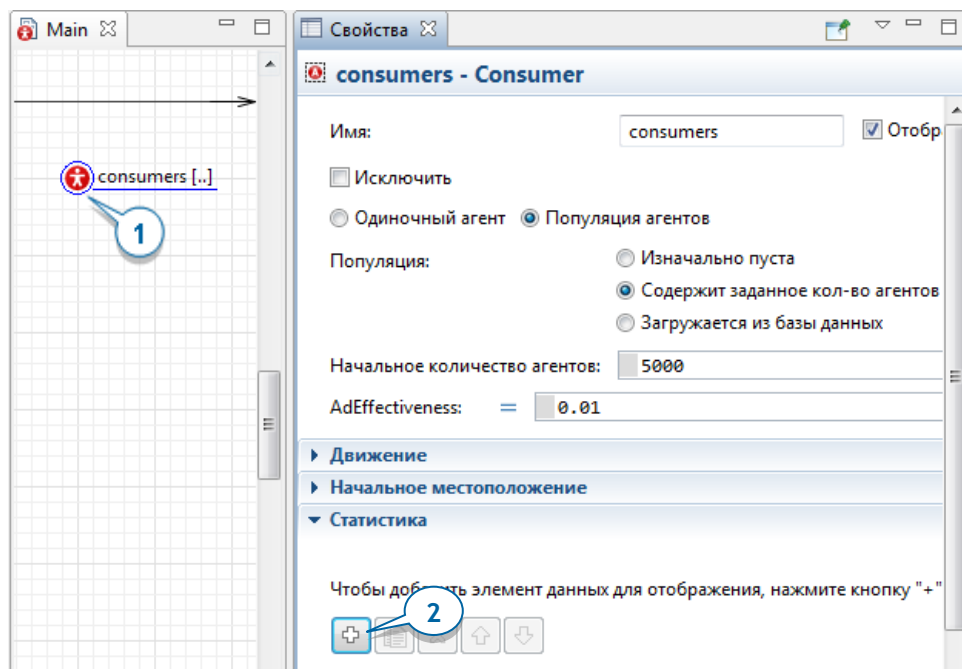 Main
Свойства
consumers - Consumer
Имя:
consumers
Отобр
consumers [..]
Исключить
1
Одиночный агент
Популяция агентов
Популяция:
Изначально пуста
Содержит заданное кол-во агентов
Загружается из базы данных
Начальное количество агентов:
5000
AdEffectiveness:
=
0.01
Движение
Начальное местоположение
Статистика
Чтобы добавить элемент данных для отображения, нажмите кнопку "+"
2